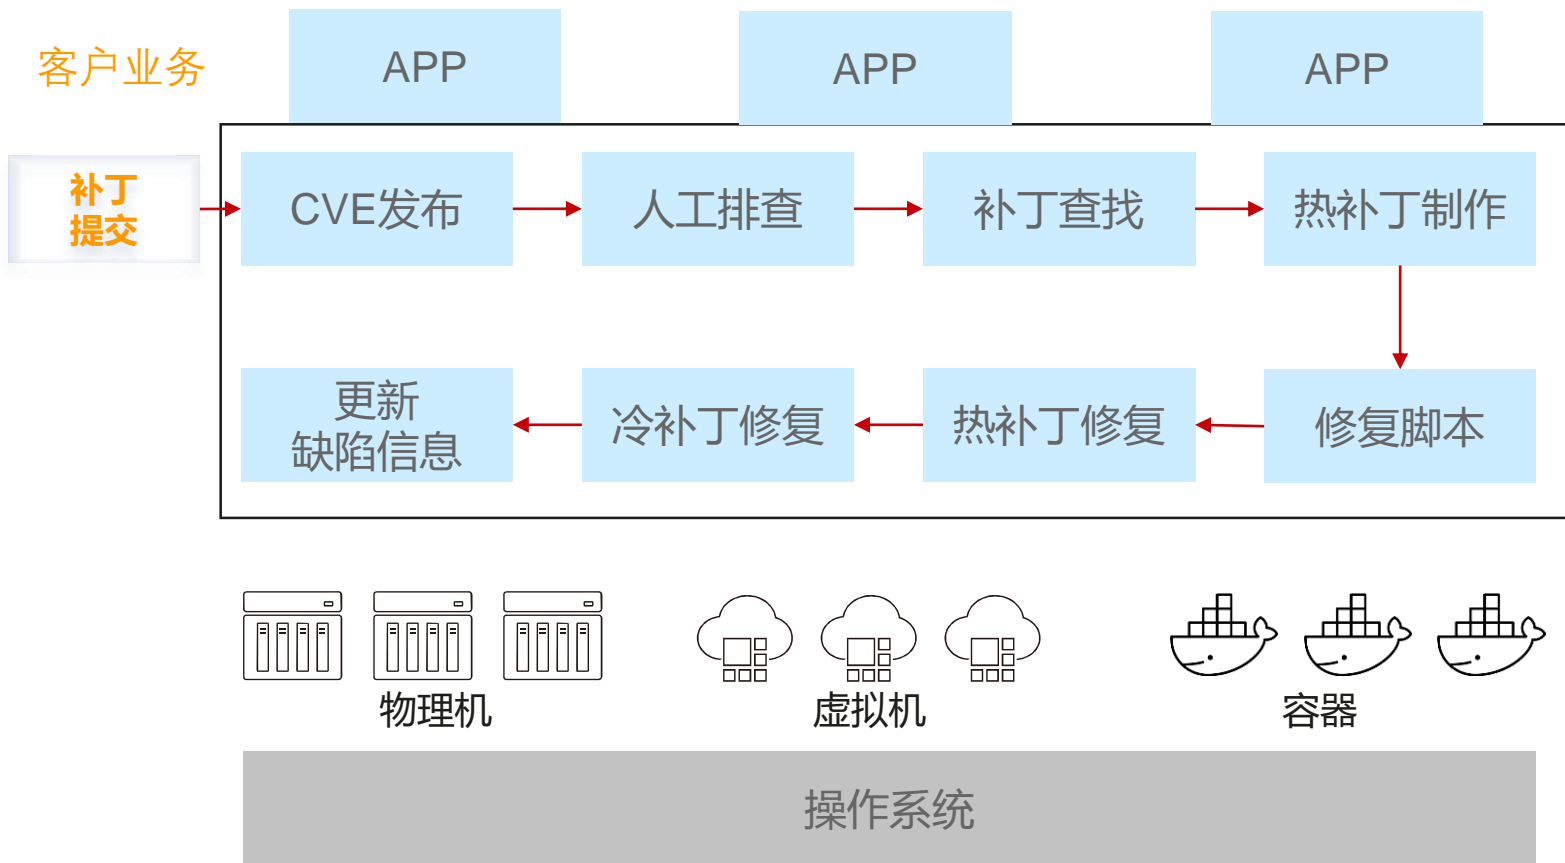 客户业务
APP
APP
APP
补丁
提交
CVE发布
人工排查
补丁查找
热补丁制作
更新
缺陷信息
冷补丁修复
热补丁修复
修复脚本
物理机
虚拟机
容器
操作系统